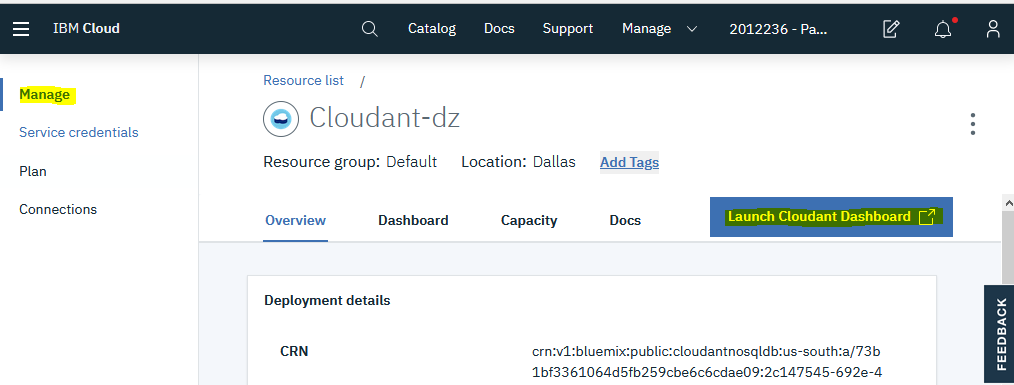 IBM Cloud Catalog Docs Support Manage 2012236 - Pa...
Manage
Service credentials
Plan
Connections
Resource list /
Cloudant-dz
Resource group: Default Location: Dallas Add Tags
Overview Dashboard Capacity Docs Launch Cloudant Dashboard
Deployment details
CRN
crn:v1:bluemix:public:cloudantnosqldb:us-south:a/73b
1bf3361064d5fb259cbe6c6cdae09:2c147545-692e-4
FEEDBACK